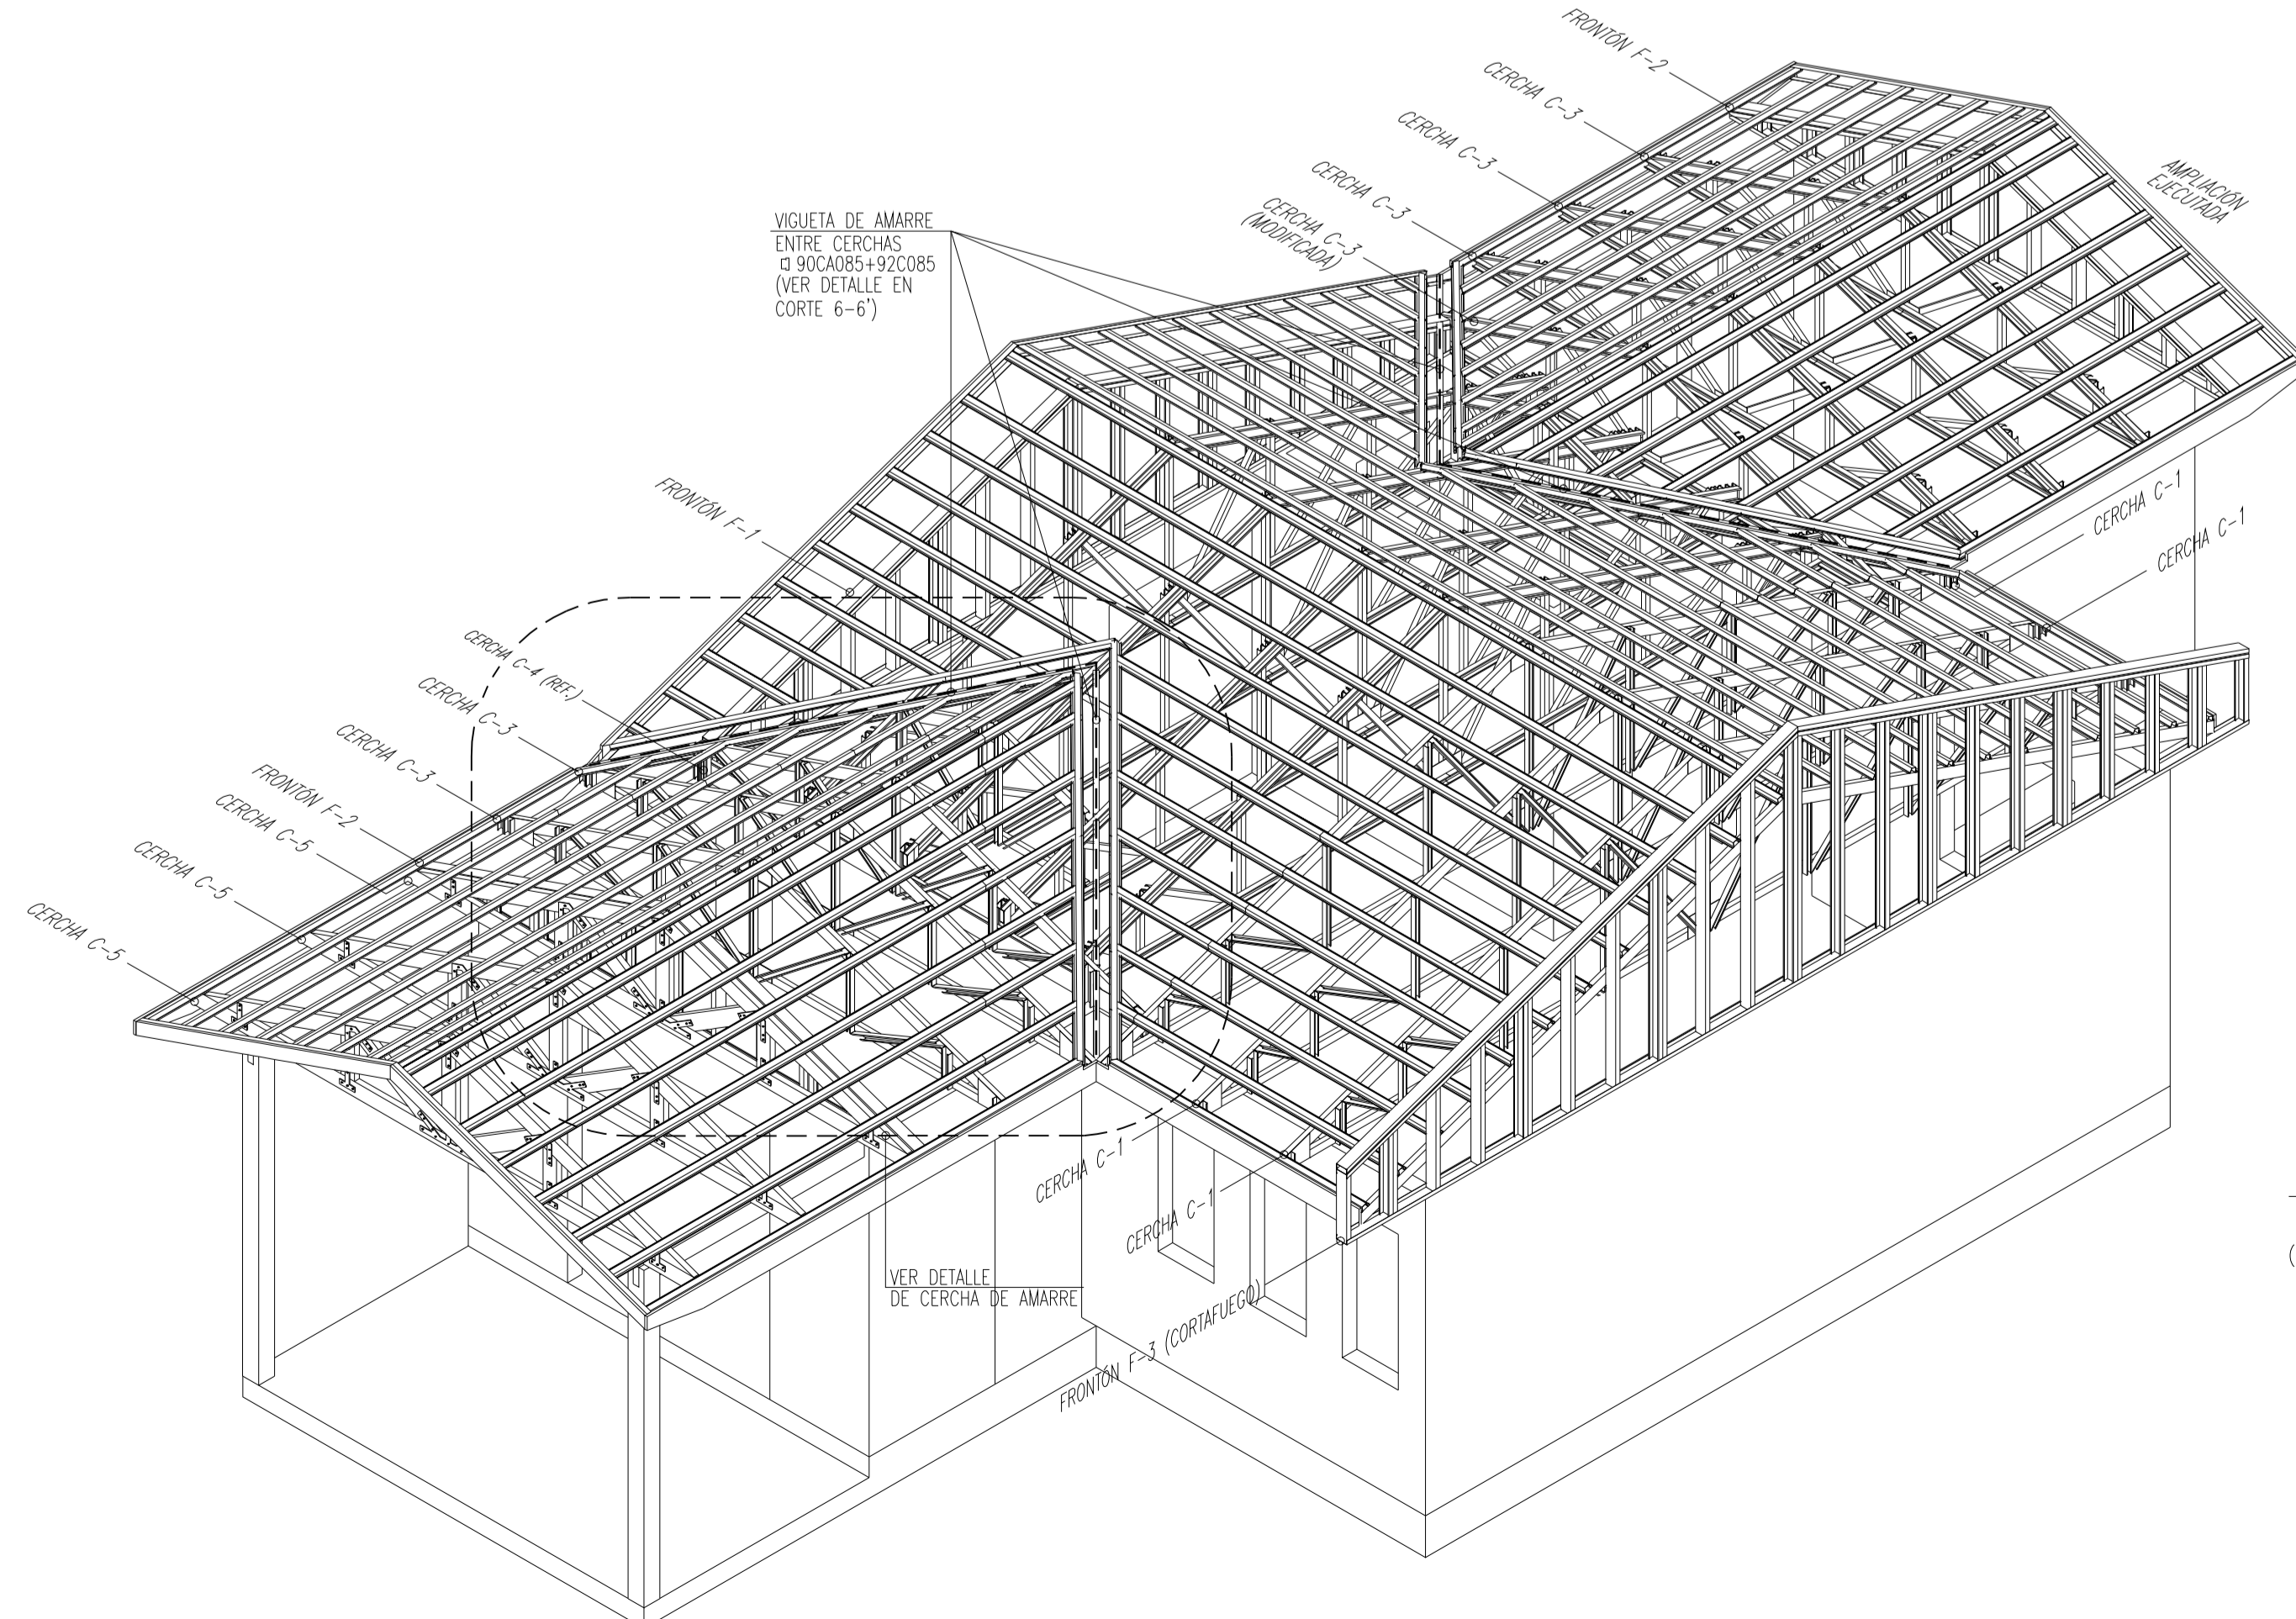 FRONTÓN F-2
CERCHA C-3
CERCHA C-3
CERCHA C-3
CERCHA C-3
(MODIFICADA)
AMPLIACIÓN
EJECUTADA
VIGUETA DE AMARRE
ENTRE CERCHAS
90CA085+92C085
(VER DETALLE EN
CORTE 6-6')
FRONTÓN F-1
CERCHA C-1
CERCHA C-1
CERCHA C-4 (REF.)
CERCHA C-3
CERCHA C-3
FRONTÓN F-2
CERCHA C-5
CERCHA C-5
CERCHA C-5
CERCHA C-1
CERCHA C-1
FRONTÓN F-3 (CORTAFUEGO)
VER DETALLE
DE CERCHA DE AMARRE
(